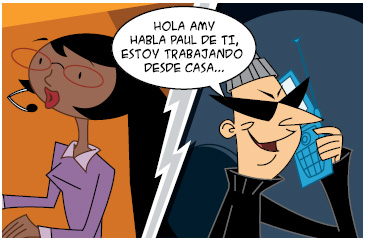 HOLA AMY
HABLA PAUL DE TI,
ESTOY TRABAJANDO
DESDE CASA...